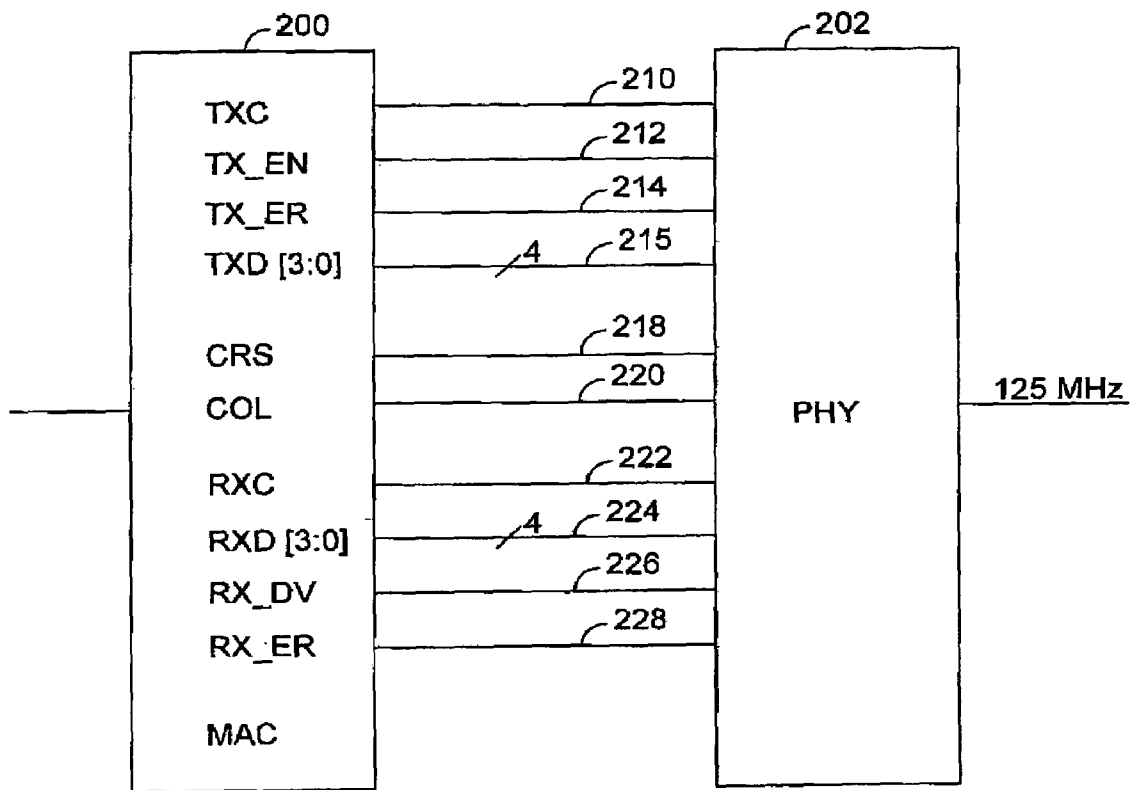 200 202
TXC 210
TX_EN 212
TX_ER 214
TXD [3:0] 4 215
CRS 218
COL 220
PHY 125 MHz
RXC 222
RXD [3:0] 4 224
RX_DV 226
RX_ER 228
MAC